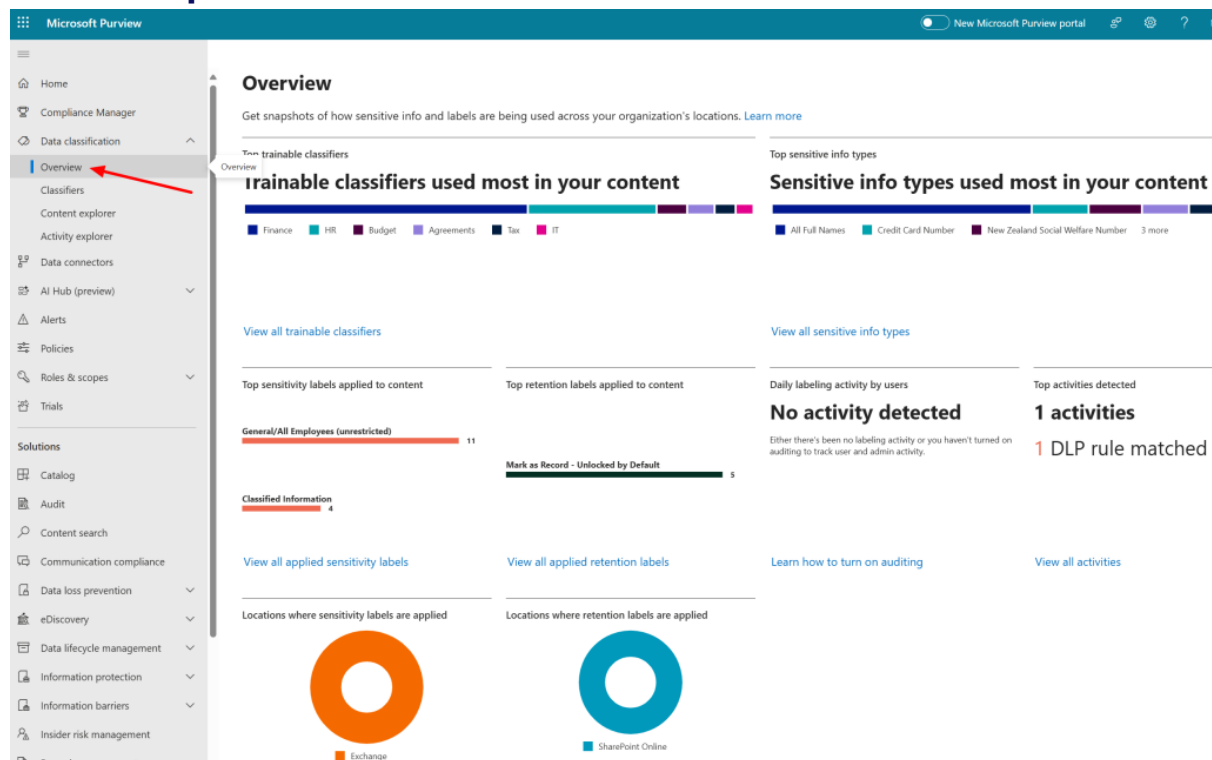 Microsoft Purview
New Microsoft Purview portal
?
Home
Compliance Manager
Data classification
Overview
Classifiers
Content explorer
Activity explorer
Data connectors
AI Hub (preview)
Alerts
Policies
Roles & scopes
Trials
Solutions
Catalog
Audit
Content search
Communication compliance
Data loss prevention
eDiscovery
Data lifecycle management
Information protection
Information barriers
Insider risk management
Overview
Overview
Get snapshots of how sensitive info and labels are being used across your organization's locations. Learn more
Top trainable classifiers
Trainable classifiers used most in your content
Finance HR Budget Agreements Tax IT
View all trainable classifiers
Top sensitive info types
Sensitive info types used most in your content
All Full Names Credit Card Number New Zealand Social Welfare Number 3 more
View all sensitive info types
Top sensitivity labels applied to content
General/All Employees (unrestricted)
11
Classified Information
4
View all applied sensitivity labels
Top retention labels applied to content
Mark as Record - Unlocked by Default
5
View all applied retention labels
Daily labeling activity by users
No activity detected
Either there's been no labeling activity or you haven't turned on
auditing to track user and admin activity.
Learn how to turn on auditing
Top activities detected
1 activities
1 DLP rule matched
View all activities
Locations where sensitivity labels are applied
Exchange
Locations where retention labels are applied
SharePoint Online